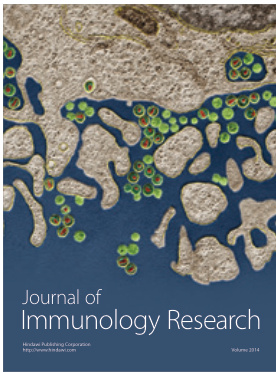 Journal of
Immunology Research
Hindawi Publishing Corporation
http://www.hindawi.com
Volume 2014